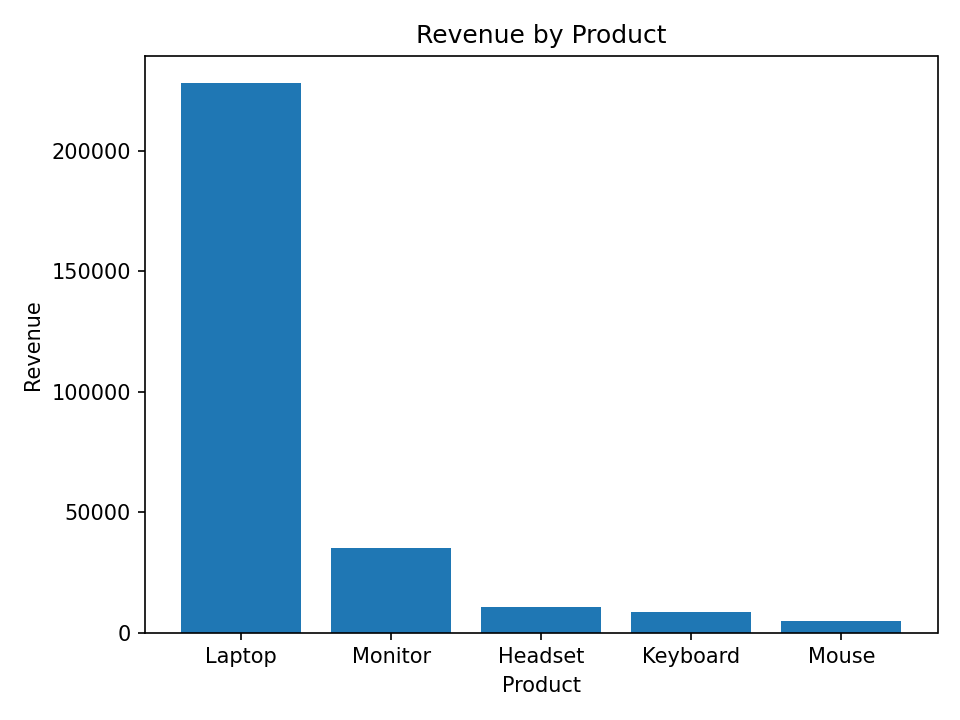 Revenue by Product
Revenue
200000
150000
100000
50000
0
Laptop Monitor Headset Keyboard Mouse
Product